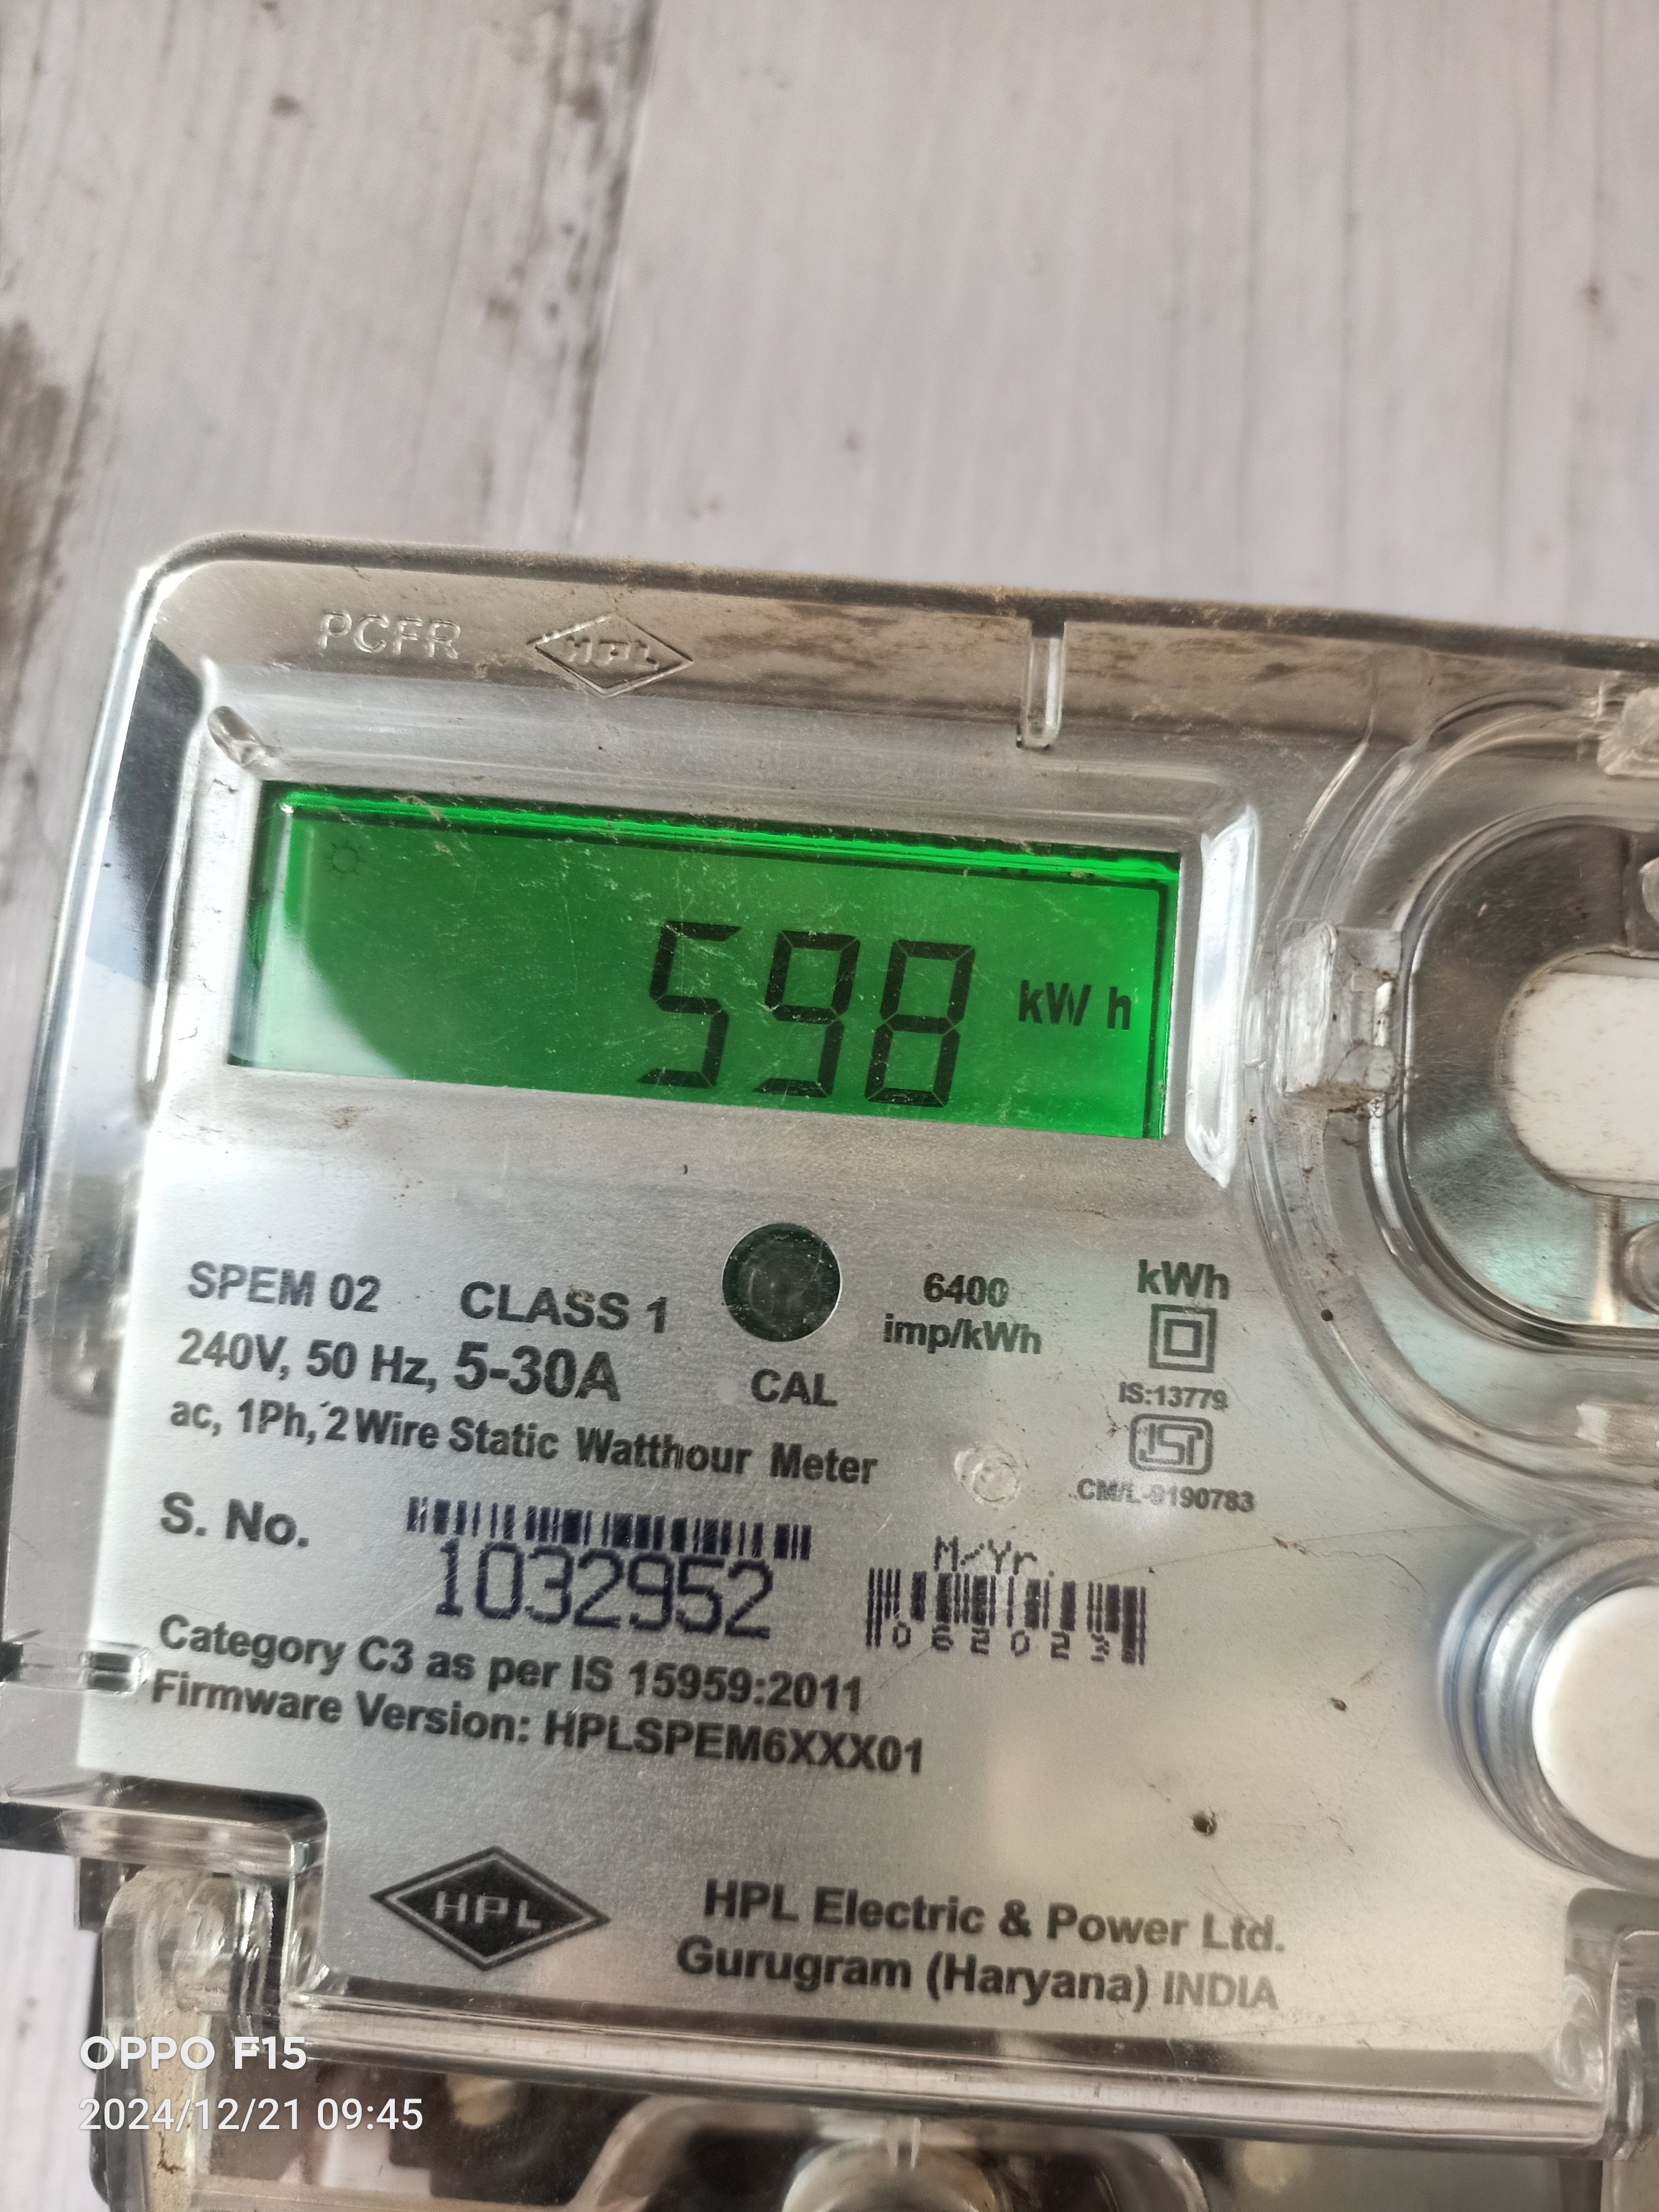 PCFR HPL
598 kWh
SPEM 02 CLASS 1
6400
imp/kWh
kWh
240V, 50 Hz, 5-30A
CAL
IS:13779
ac, 1Ph, 2 Wire Static Watthour Meter
ISI
CM/L-9190783
S. No.
1032952
M/Yr.
062023
Category C3 as per IS 15959:2011
Firmware Version: HPLSPEM6XXX01
HPL
HPL Electric & Power Ltd.
Gurugram (Haryana) INDIA
OPPO F15
2024/12/21 09:45